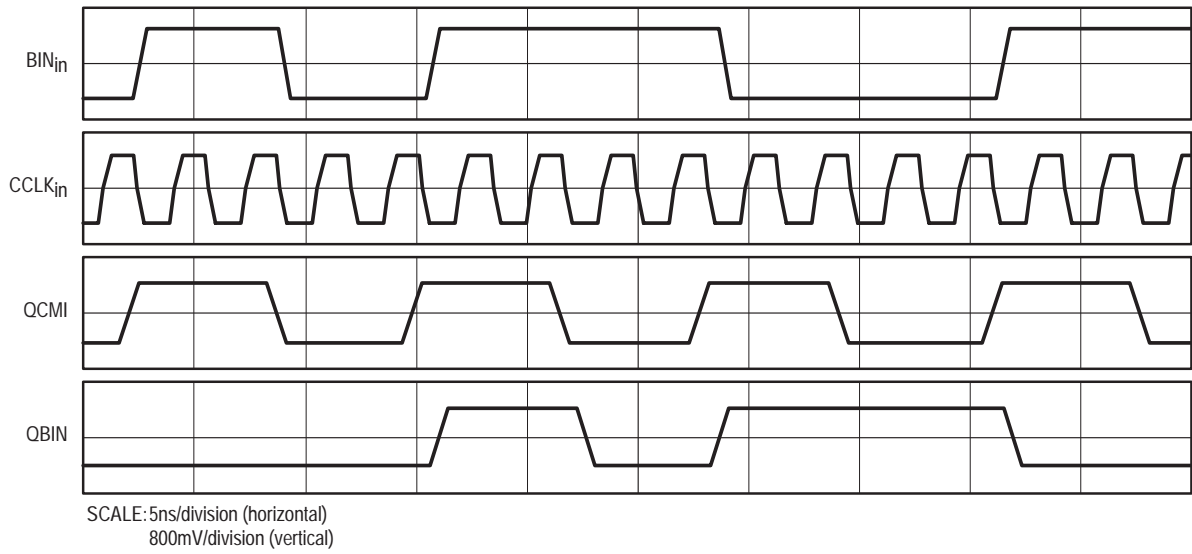 BINin
CCLKin
QCMI
QBIN
SCALE: 5ns/division (horizontal)
800mV/division (vertical)